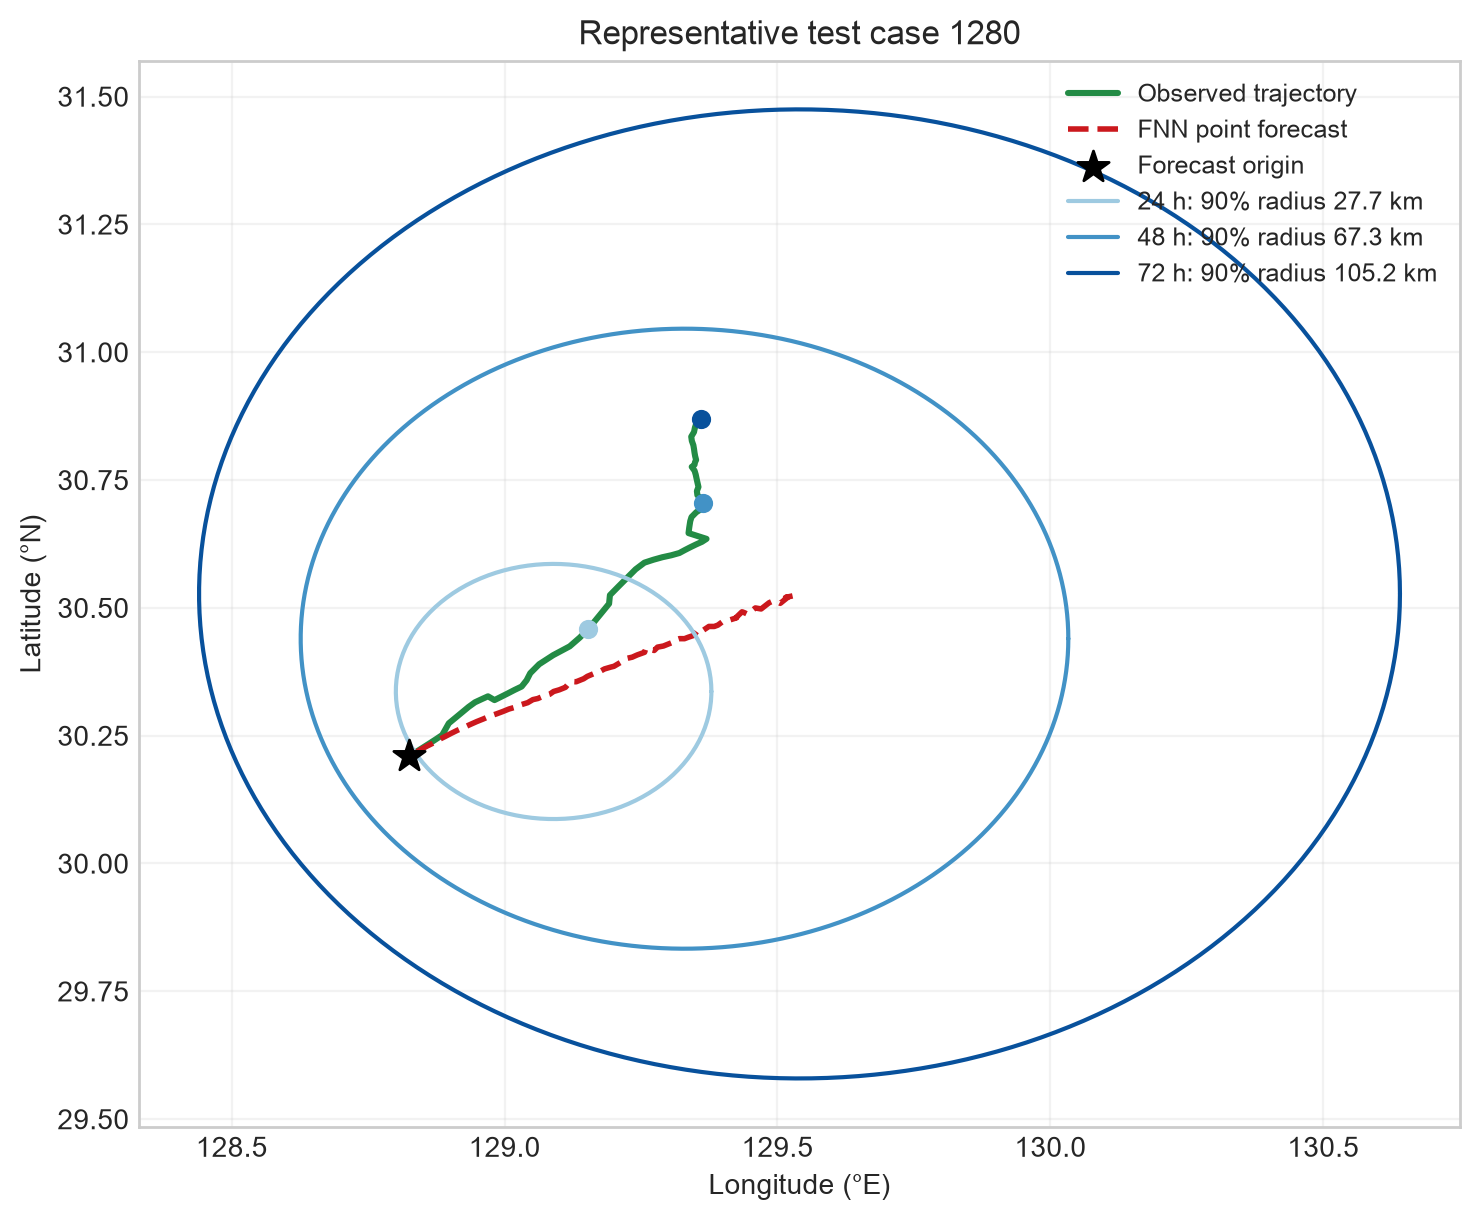 Representative test case 1280
Observed trajectory
FNN point forecast
Forecast origin
24 h: 90% radius 27.7 km
48 h: 90% radius 67.3 km
72 h: 90% radius 105.2 km
31.50
31.25
31.00
30.75
30.50
30.25
30.00
29.75
29.50
Latitude (°N)
128.5 129.0 129.5 130.0 130.5
Longitude (°E)